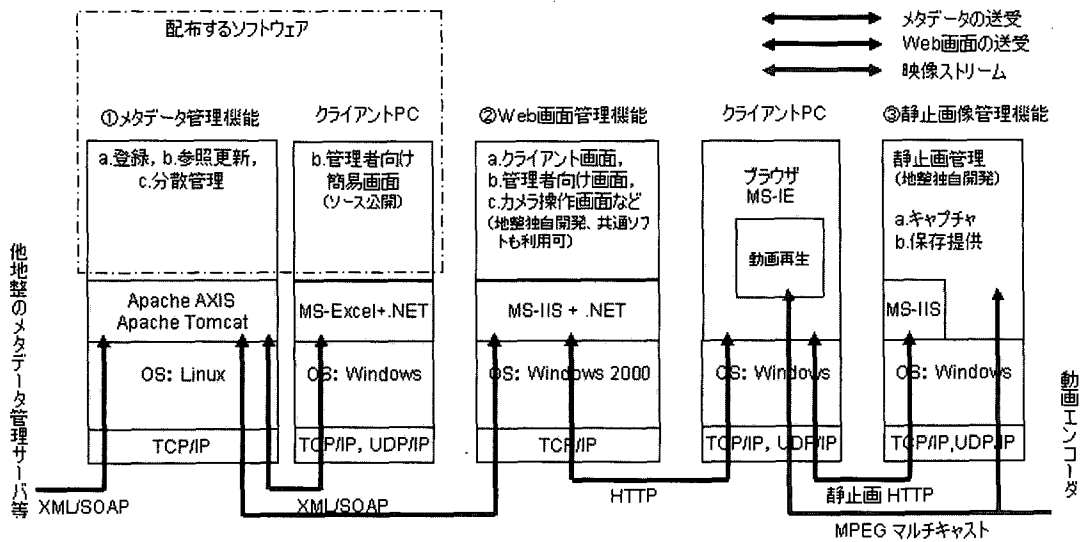 配布するソフトウェア
メタデータの送受
Web画面の送受
映像ストリーム
①メタデータ管理機能
クライアントPC
②Web画面管理機能
クライアントPC
③静止画像管理機能
a.登録, b.参照更新,
c.分散管理
b.管理者向け
簡易画面
(ソース公開)
a.クライアント画面,
b.管理者向け画面,
c.カメラ操作画面など
(地整独自開発、共通ソフ
トも利用可)
ブラウザ
MS-IE
動画再生
静止画管理
(地整独自開発)
a.キャプチャ
b.保存提供
Apache AXIS
Apache Tomcat
MS-Excel+.NET
MS-IIS + .NET
MS-IIS
OS: Linux
OS: Windows
OS: Windows 2000
OS: Windows
OS: Windows
TCP/IP
TCP/IP, UDP/IP
TCP/IP
TCP/IP, UDP/IP
TCP/IP,UDP/IP
他地整のメタデータ管理サーバ等
動画エンコーダ
XML/SOAP
XML/SOAP
HTTP
静止画 HTTP
MPEG マルチキャスト